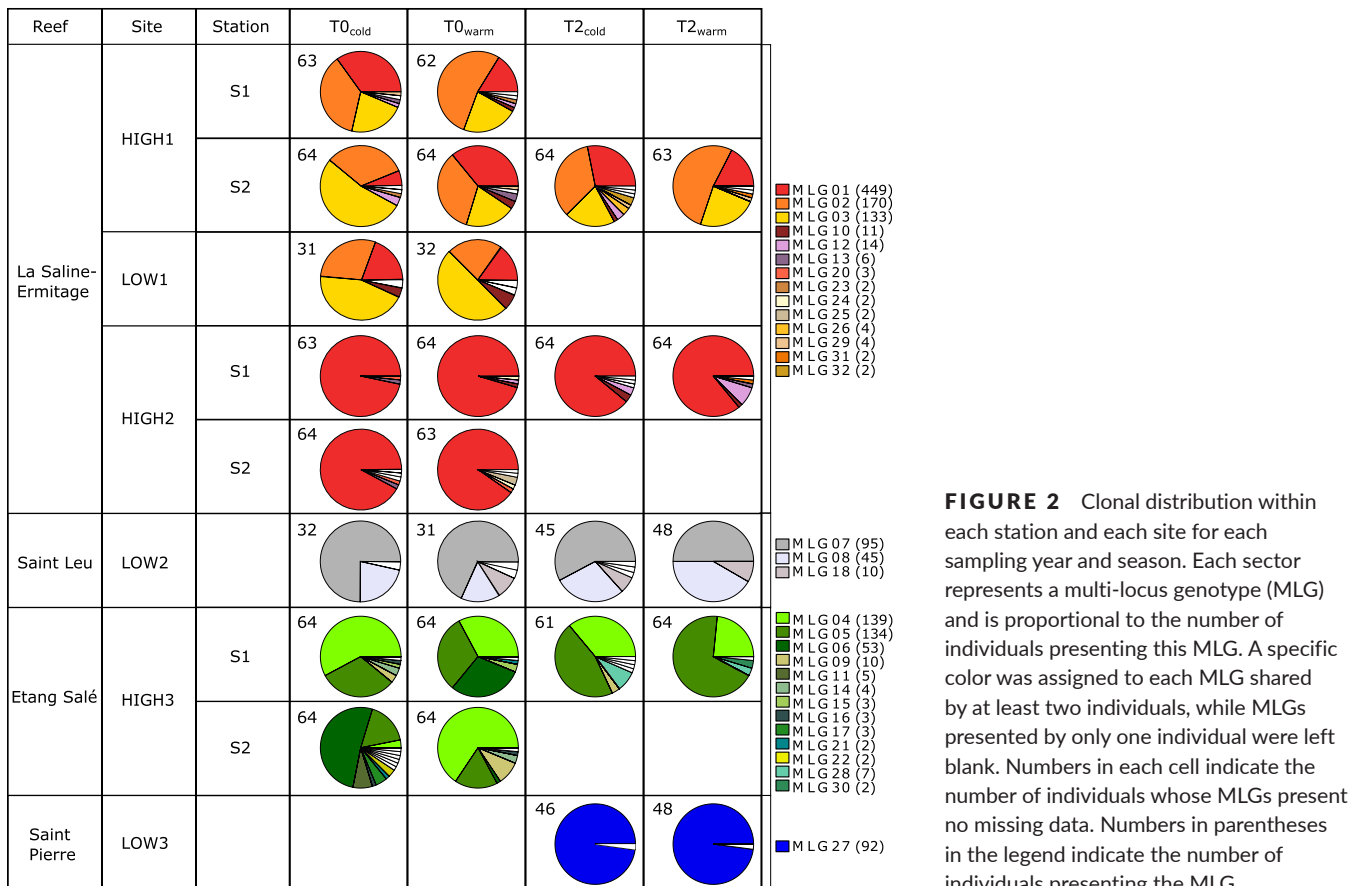 Reef Site Station T0cold T0warm T2cold T2warm
63 62
S1
HIGH1
64 64 64 63
S2
31 32
La Saline-
Ermitage
LOW1
63 64 64 64
S1
HIGH2
64 63
S2
32 31 45 48
Saint Leu LOW2
64 64 61 64
S1
Etang Salé HIGH3
64 64
S2
46 48
Saint
Pierre
LOW3
MLG01 (449)
MLG02 (170)
MLG03 (133)
MLG10 (11)
MLG12 (14)
MLG13 (6)
MLG20 (3)
MLG23 (2)
MLG24 (2)
MLG25 (2)
MLG26 (4)
MLG29 (4)
MLG31 (2)
MLG32 (2)
MLG07 (95)
MLG08 (45)
MLG18 (10)
MLG04 (139)
MLG05 (134)
MLG06 (53)
MLG09 (10)
MLG11 (5)
MLG14 (4)
MLG15 (3)
MLG16 (3)
MLG17 (3)
MLG21 (2)
MLG22 (2)
MLG28 (7)
MLG30 (2)
MLG27 (92)
FIGURE 2 Clonal distribution within
each station and each site for each
sampling year and season. Each sector
represents a multi-locus genotype (MLG)
and is proportional to the number of
individuals presenting this MLG. A specific
color was assigned to each MLG shared
by at least two individuals, while MLGs
presented by only one individual were left
blank. Numbers in each cell indicate the
number of individuals whose MLGs present
no missing data. Numbers in parentheses
in the legend indicate the number of
individuals presenting the MLG